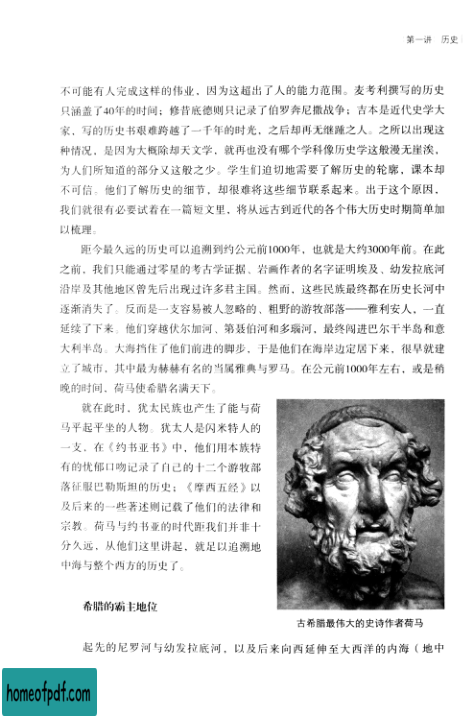 第一讲 历史
不可能有人完成这样的伟业，因为这超出了人的能力范围。麦考利撰写的历史
只涵盖了40年的时间；修昔底德则只记录了伯罗奔尼撒战争；吉本是近代史学大
家，写的历史书艰难跨越了一千年的时光，之后却再无继踵之人。之所以出现这
种情况，是因为大概除却天文学，就再也没有哪个学科像历史学这般漫无崖涘，
为人们所知道的部分又这般之少。学生们迫切地需要了解历史的轮廓，课本却
不可信。他们了解历史的细节，却很难将这些细节联系起来。出于这个原因，
我们就很有必要试着在一篇短文里，将从远古到近代的各个伟大历史时期简单加
以梳理。
距今最久远的历史可以追溯到约公元前1000年，也就是大约3000年前。在此
之前，我们只能通过零星的考古学证据、岩画作者的名字证明埃及、幼发拉底河
沿岸及其他地区曾先后出现过许多君主国。然而，这些民族最终都在历史长河中
逐渐消失了。反而是一支容易被人忽略的、粗野的游牧部落——雅利安人，一直
延续了下来。他们穿越伏尔加河、第聂伯河和多瑙河，最终闯进巴尔干半岛和意
大利半岛。大海挡住了他们前进的脚步，于是他们在海岸边定居下来，很早就建
立了城市，其中最为赫赫有名的当属雅典与罗马。在公元前1000年左右，或是稍
晚的时间，荷马使希腊名满天下。
就在此时，犹太民族也产生了能与荷
马平起平坐的人物。犹太人是闪米特人的
一支，在《约书亚书》中，他们用本族特
有的忧郁口吻记录了自己的十二个游牧部
落征服巴勒斯坦的历史；《摩西五经》以
及后来的一些著述则记载了他们的法律和
宗教。荷马与约书亚的时代距我们并非十
分久远，从他们这里讲起，就足以追溯地
中海与整个西方的历史了。
古希腊最伟大的史诗作者荷马
希腊的霸主地位
起先的尼罗河与幼发拉底河，以及后来向西延伸至大西洋的内海（地中
homeofpdf.com